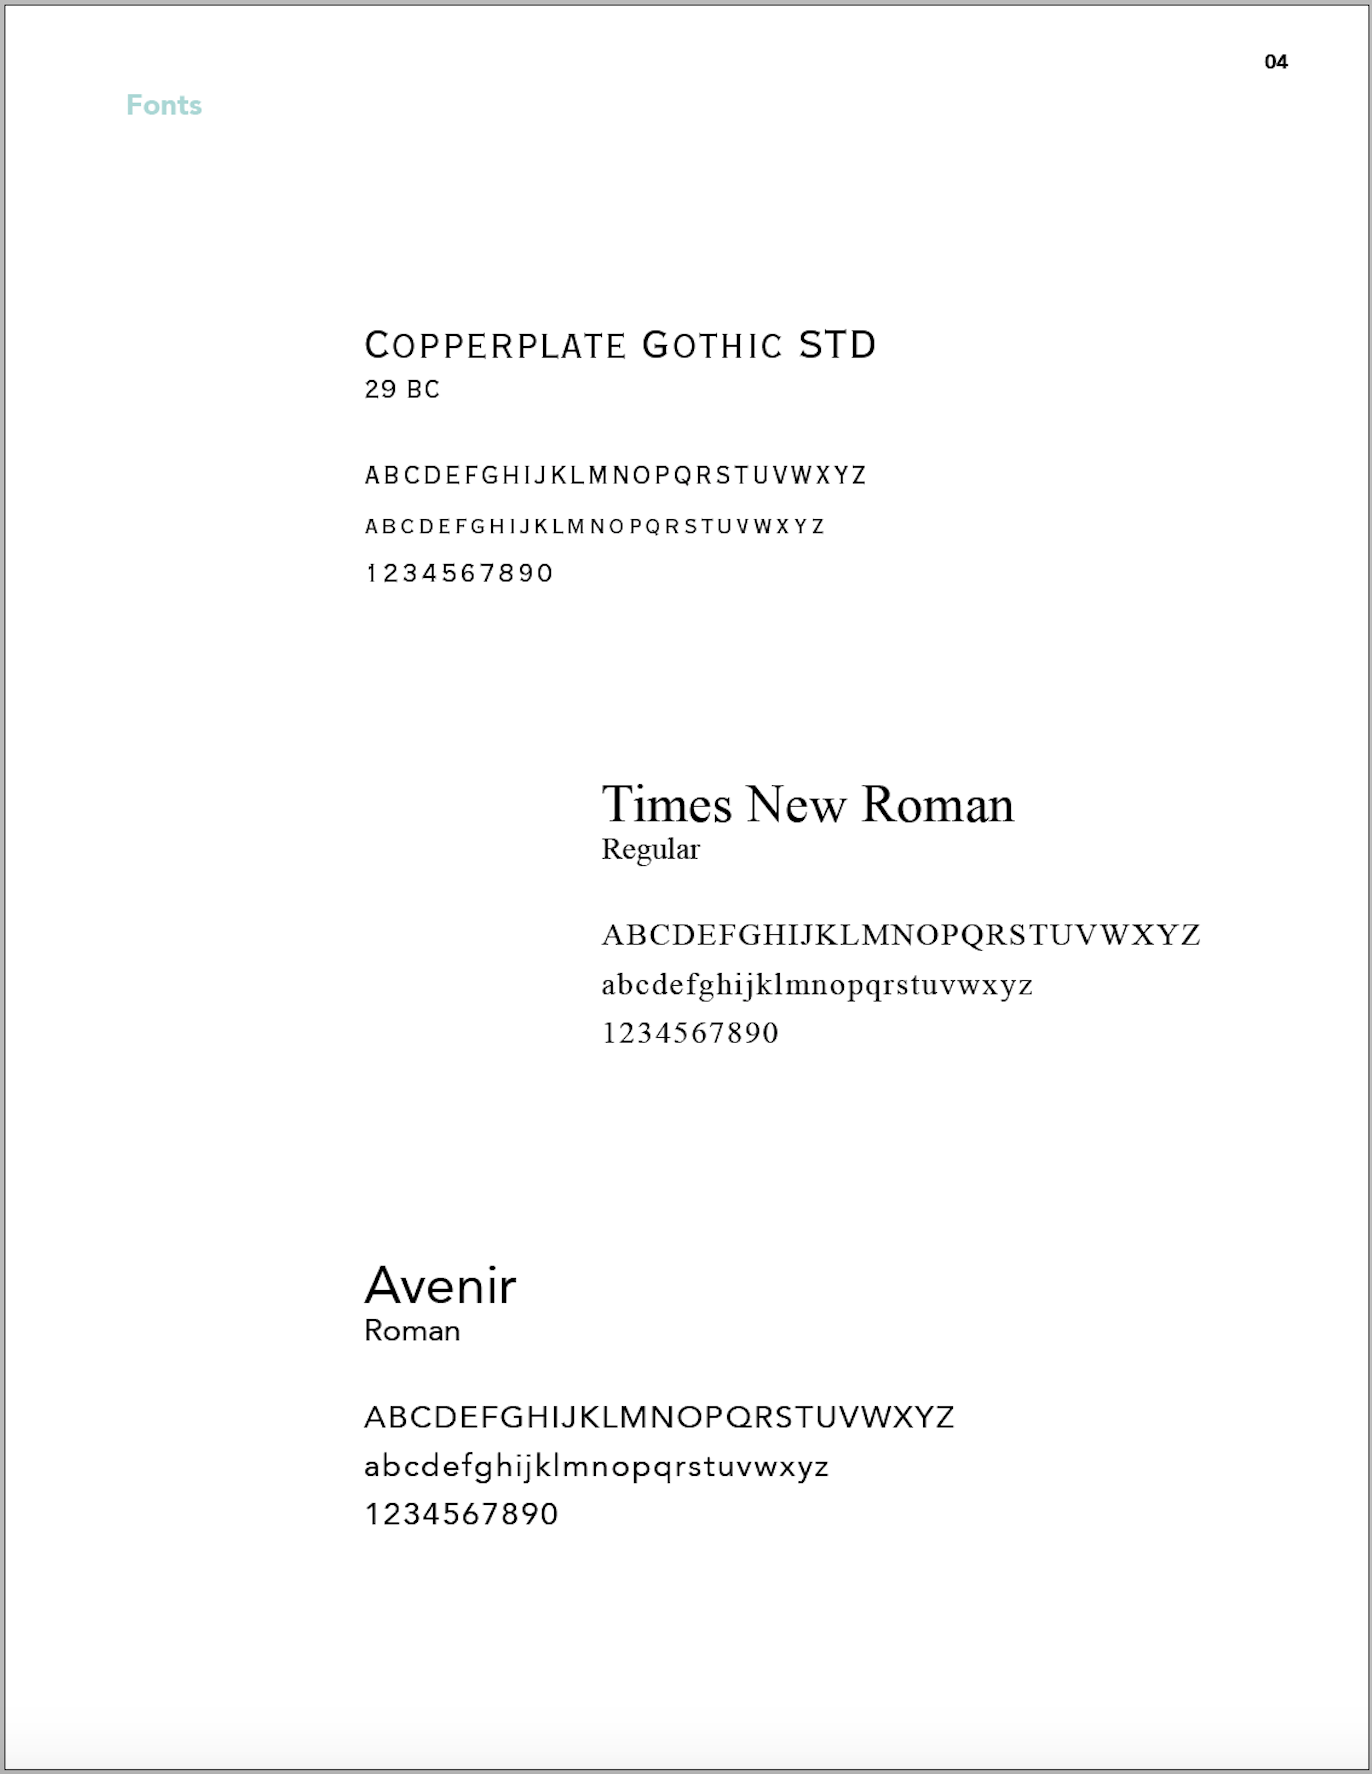 04
Fonts
COPPERPLATE GOTHIC STD
29 BC
ABCDEFGHIJKLMNOPQRSTUVWXYZ
ABCDEFGHIJKLMNOPQRSTUVWXYZ
1234567890
Times New Roman
Regular
ABCDEFGHIJKLMNOPQRSTUVWXYZ
abcdefghijklmnopqrstuvwxyz
1234567890
Avenir
Roman
ABCDEFGHIJKLMNOPQRSTUVWXYZ
abcdefghijklmnopqrstuvwxyz
1234567890